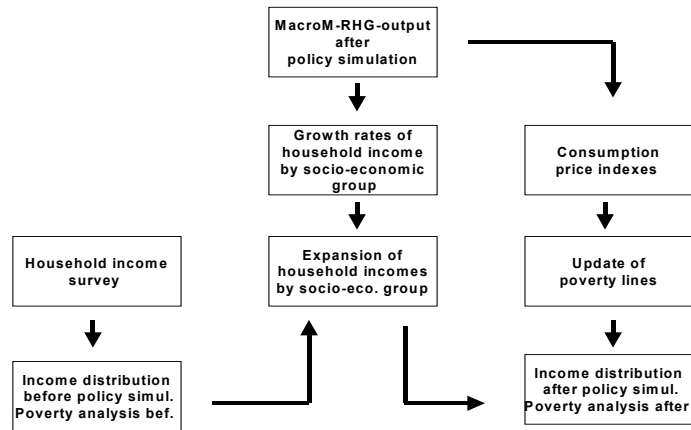 MacroM-RHG-output
after
policy simulation
Growth rates of
household income
by socio-economic
group
Consumption
price indexes
Household income
survey
Expansion of
household incomes
by socio-eco. group
Update of
poverty lines
Income distribution
before policy simul.
Poverty analysis bef.
Income distribution
after policy simul.
Poverty analysis after